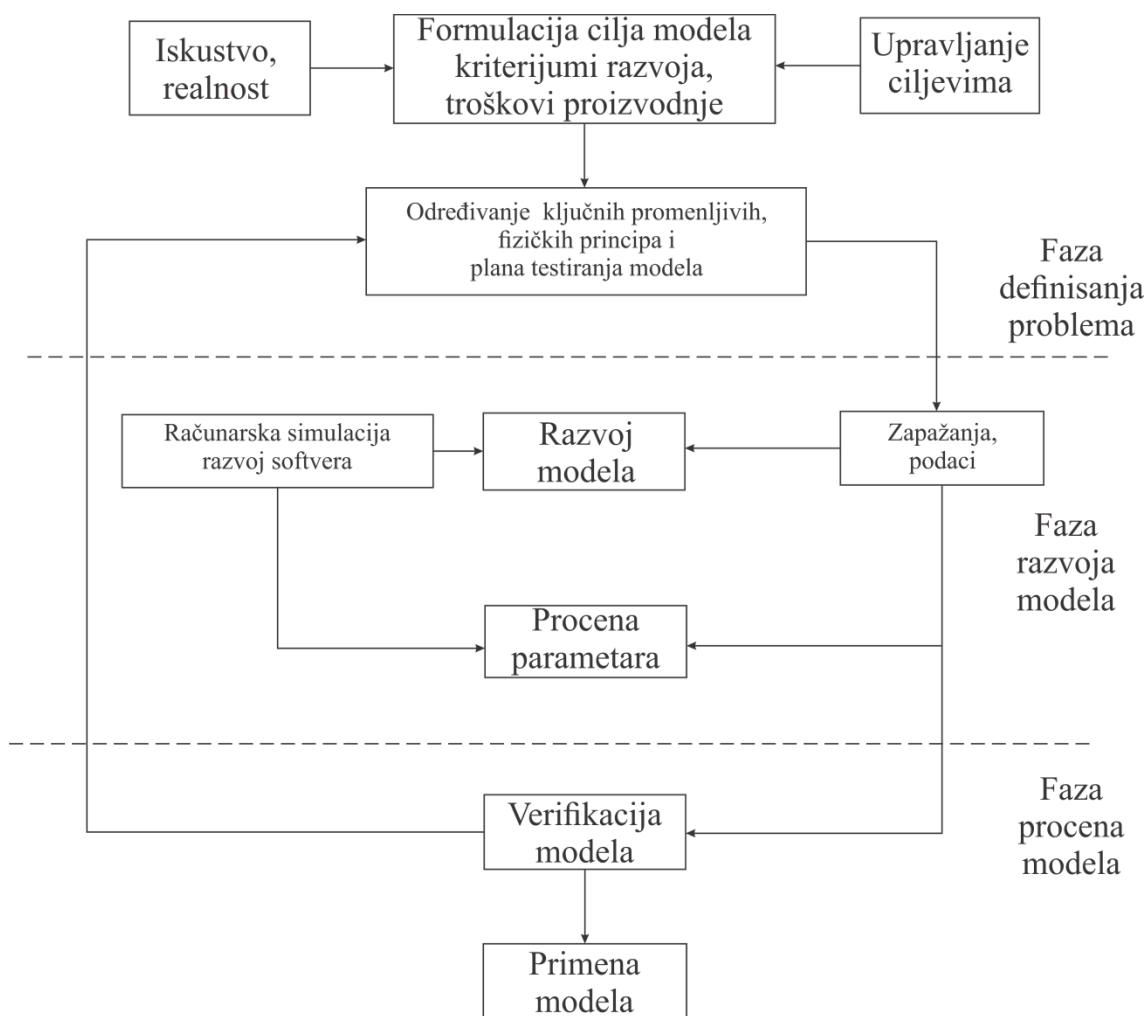 Iskustvo,
realnost
Formulacija cilja modela
kriterijumi razvoja,
troškovi proizvodnje
Upravljanje
ciljevima
Određivanje ključnih promenljivih,
fizičkih principa i
plana testiranja modela
Faza
definisanja
problema
Računarska simulacija
razvoj softvera
Razvoj
modela
Zapažanja,
podaci
Faza
razvoja
modela
Procena
parametara
Verifikacija
modela
Faza
procena
modela
Primena
modela